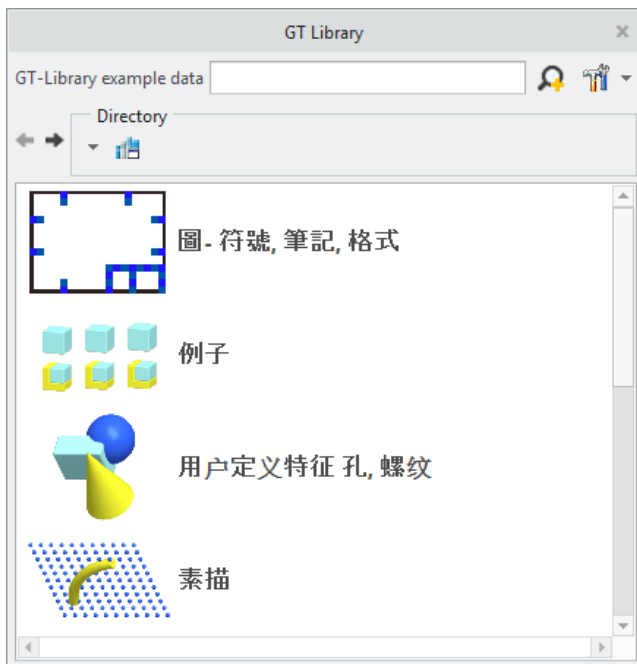 GT Library
GT-Library example data
Directory
圖- 符號, 筆記, 格式
例子
用户定义特征 孔, 螺纹
素描